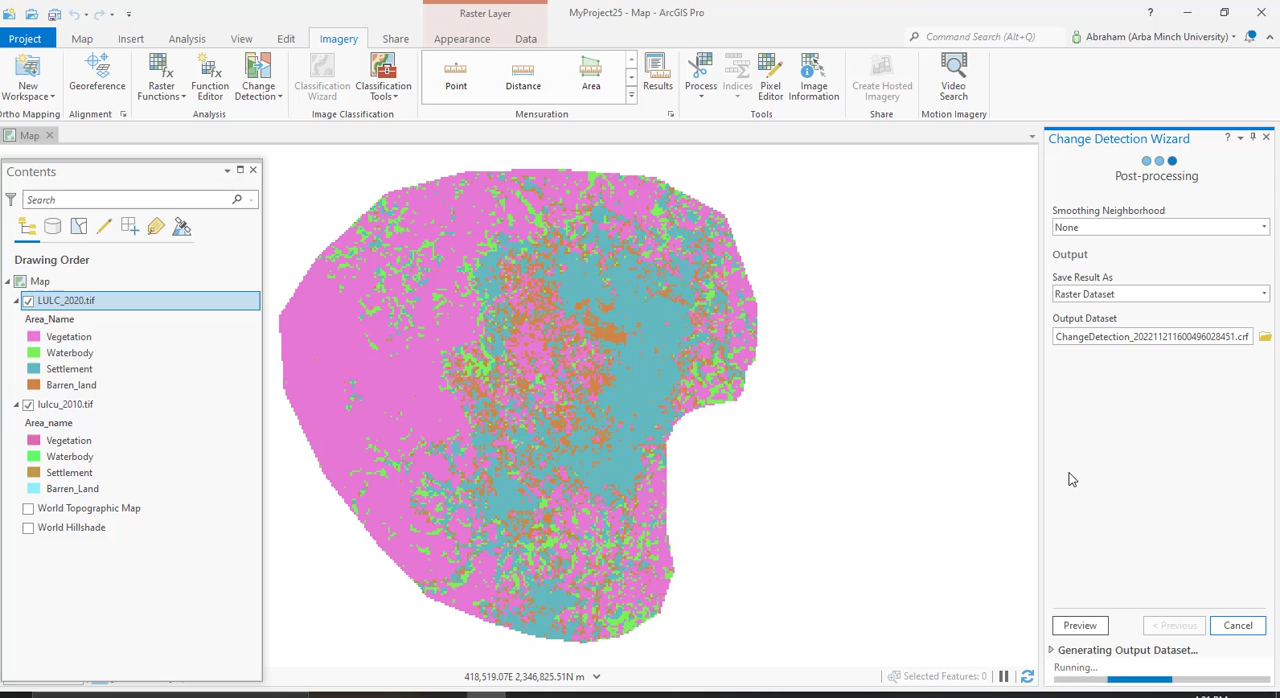 Raster Layer
MyProject25 - Map - ArcGIS Pro
?
Project
Map
Insert
Analysis
View
Edit
Imagery
Share
Appearance
Data
Command Search (Alt+Q)
Abraham (Arba Minch University)
New Workspace
Georeference
Raster Functions
Function Editor
Change Detection
Classification Wizard
Classification Tools
Point
Distance
Area
Results
Process
Indices
Pixel Editor
Image Information
Create Hosted Imagery
Video Search
Ortho Mapping
Alignment
Analysis
Image Classification
Mensuration
Tools
Share
Motion Imagery
Map
Contents
Search
Drawing Order
Map
LULC_2020.tif
Area_Name
Vegetation
Waterbody
Settlement
Barren_land
lulcu_2010.tif
Area_name
Vegetation
Waterbody
Settlement
Barren_Land
World Topographic Map
World Hillshade
418,519.07E 2,346,825.51N m
Selected Features: 0
Change Detection Wizard
?
Post-processing
Smoothing Neighborhood
None
Output
Save Result As
Raster Dataset
Output Dataset
ChangeDetection_202211211600496028451.crf
Preview
< Previous
Cancel
Generating Output Dataset...
Running...